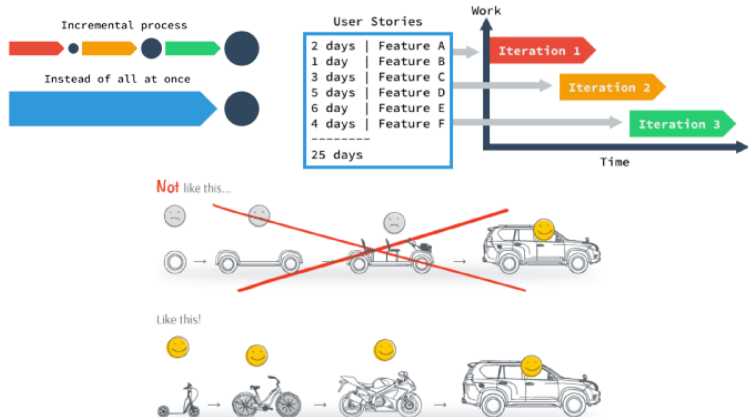 Incremental process
Instead of all at once
User Stories
2 days | Feature A
1 day | Feature B
3 days | Feature C
5 days | Feature D
6 day | Feature E
4 days | Feature F
--------
25 days
Work
Iteration 1
Iteration 2
Iteration 3
Time
Not like this...
Like this!